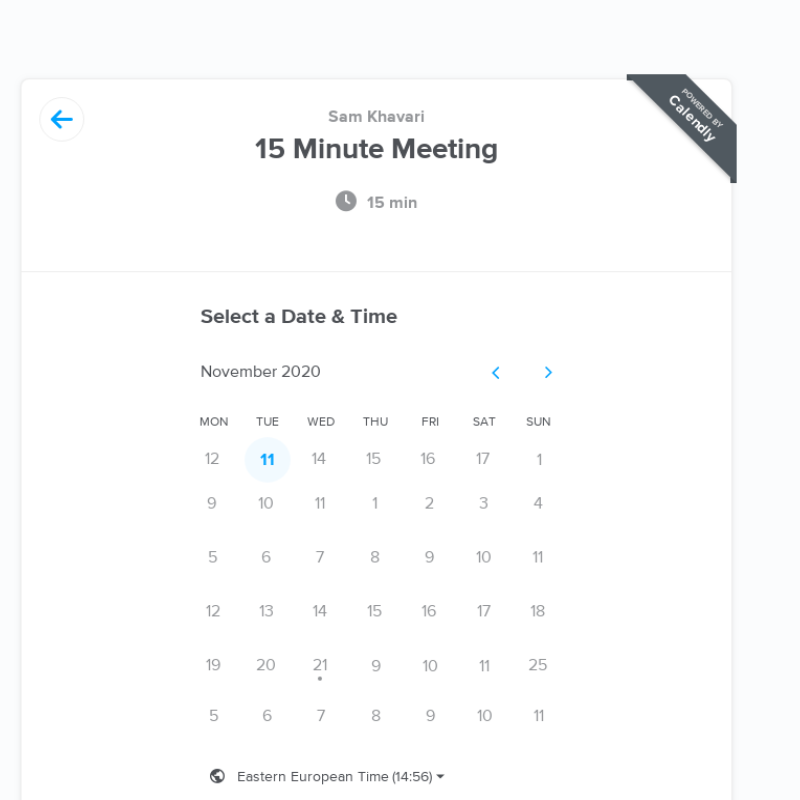 POWERED BY
Calendly
Sam Khavari
15 Minute Meeting
15 min
Select a Date & Time
November 2020
MON TUE WED THU FRI SAT SUN
12 11 14 15 16 17 1
9 10 11 1 2 3 4
5 6 7 8 9 10 11
12 13 14 15 16 17 18
19 20 21 9 10 11 25
5 6 7 8 9 10 11
Eastern European Time (14:56)